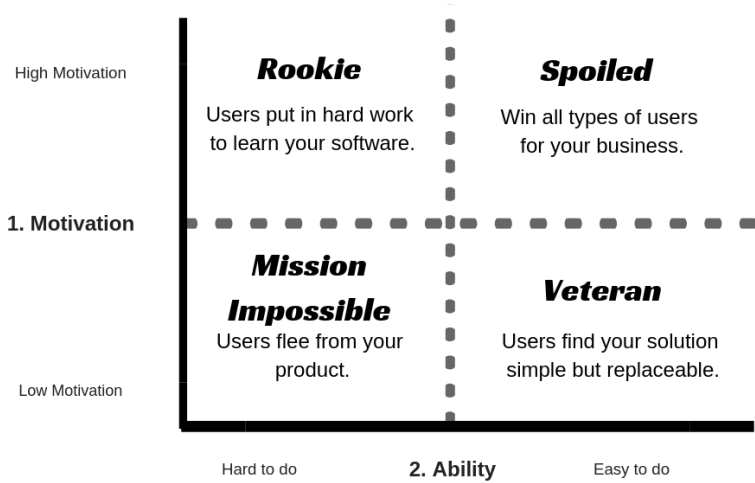 High Motivation
Rookie
Users put in hard work
to learn your software.
Spoiled
Win all types of users
for your business.
1. Motivation
Mission
Impossible
Users flee from your
product.
Veteran
Users find your solution
simple but replaceable.
Low Motivation
Hard to do
2. Ability
Easy to do